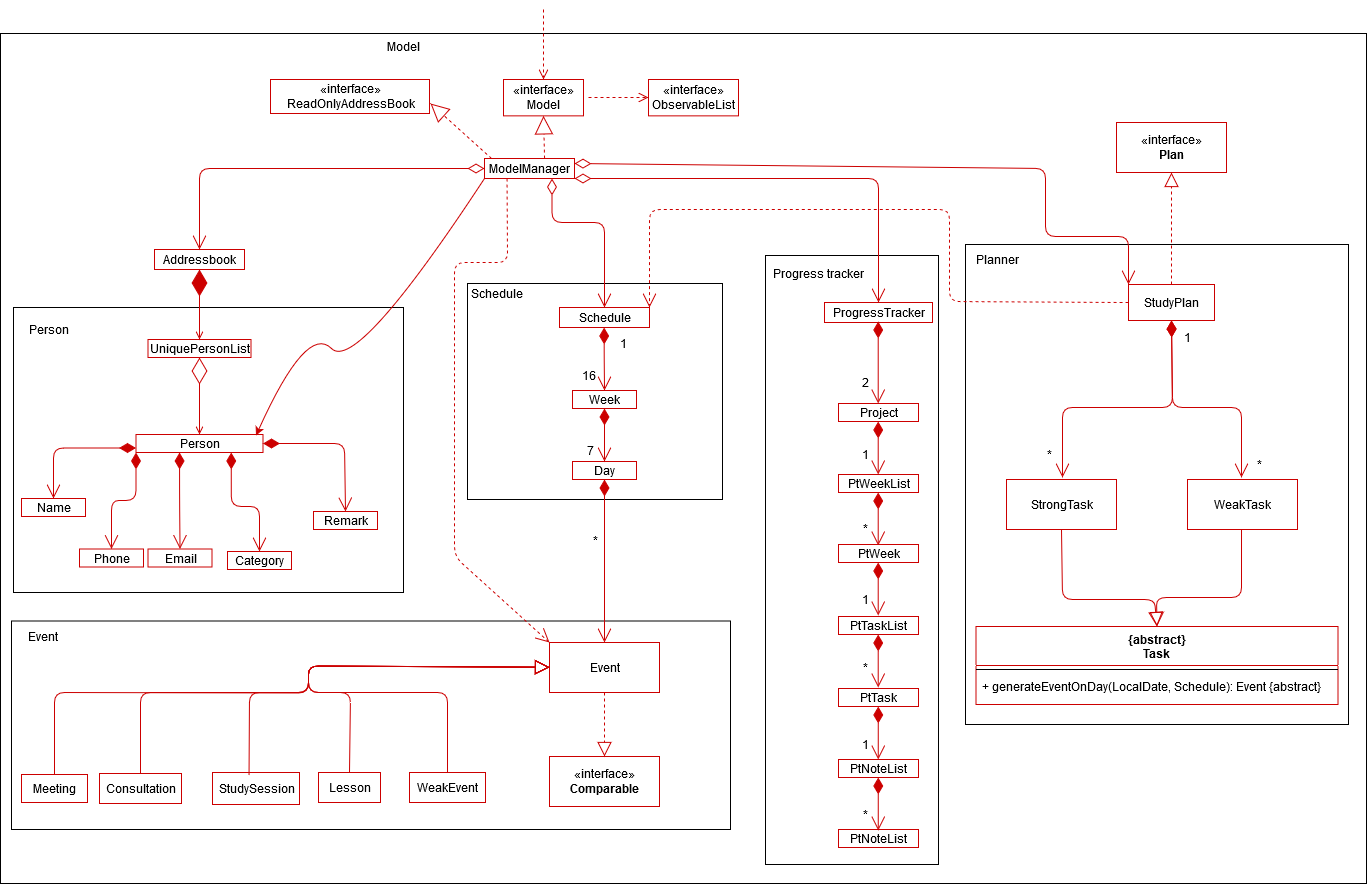 Model
«interface»
ReadOnlyAddressBook
«interface»
Model
«interface»
ObservableList
«interface»
Plan
ModelManager
Addressbook
Person
UniquePersonList
Person
Name
Phone
Email
Category
Remark
Schedule
Schedule
1
16
Week
7
Day
*
Progress tracker
ProgressTracker
2
Project
1
PtWeekList
*
PtWeek
1
PtTaskList
*
PtTask
1
PtNoteList
*
PtNoteList
Planner
StudyPlan
1
*
*
StrongTask
WeakTask
{abstract}
Task
+ generateEventOnDay(LocalDate, Schedule): Event {abstract}
Event
Event
Meeting
Consultation
StudySession
Lesson
WeakEvent
«interface»
Comparable